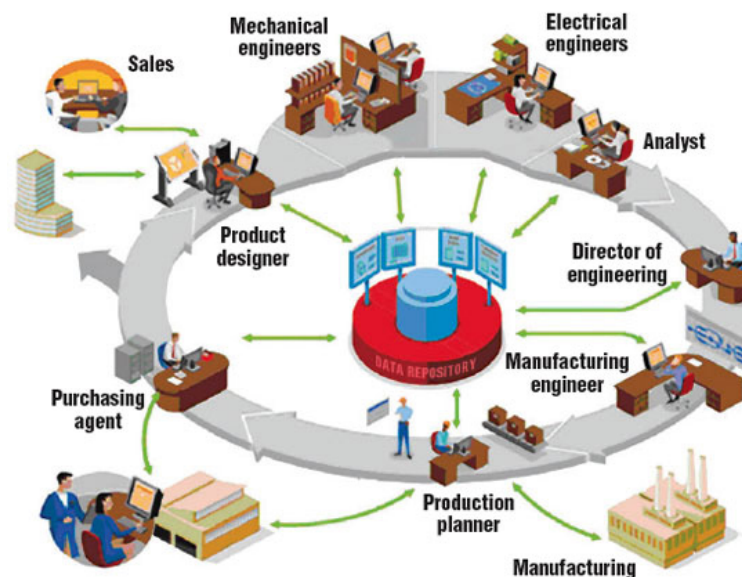 Mechanical
engineers
Electrical
engineers
Sales
Analyst
Product
designer
Director of
engineering
DATA REPOSITORY
Manufacturing
engineer
Purchasing
agent
Production
planner
Manufacturing